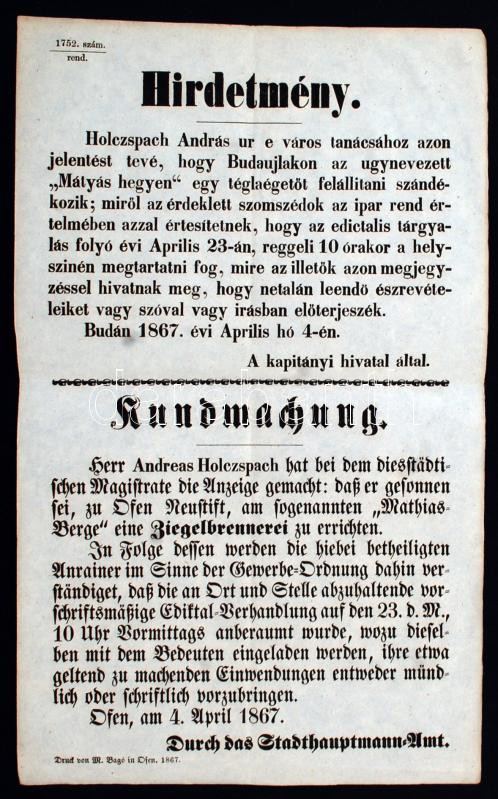 1752. szám.
rend.
Hirdetmény.
Holczspach András ur e város tanácsához azon
jelentést tevé, hogy Budaujlakon az ugynevezett
„Mátyás hegyen“ egy téglaégetőt felállitani szándé-
kozik; miről az érdeklett szomszédok az ipar rend ér-
telmében azzal értesitetnek, hogy az edictalis tárgya-
lás folyó évi Aprilis 23-án, reggeli 10 órakor a hely-
szinén megtartatni fog, mire az illetők azon megjegy-
zéssel hivatnak meg, hogy netalán leendő észrevéte-
leiket vagy szóval vagy irásban előterjeszék.
Budán 1867. évi Aprilis hó 4-én.
A kapitányi hivatal által.
Kundmachung.
Herr Andreas Holczspach hat bei dem diesstädti-
schen Magistrate die Anzeige gemacht: daß er gesonnen
sei, zu Ofen Neustift, am sogenannten „Mathias-
Berge“ eine Ziegelbrennerei zu errichten.
In Folge dessen werden die hiebei betheiligten
Anrainer im Sinne der Gewerbe-Ordnung dahin ver-
ständiget, daß die an Ort und Stelle abzuhaltende vor-
schriftsmäßige Ediktal-Verhandlung auf den 23. d. M.,
10 Uhr Vormittags anberaumt wurde, wozu diesel-
ben mit dem Bedeuten eingeladen werden, ihre etwa
geltend zu machenden Einwendungen entweder münd-
lich oder schriftlich vorzubringen.
Ofen, am 4. April 1867.
Durch das Stadthauptmann-Amt.
Druck von M. Bagó in Ofen. 1867.